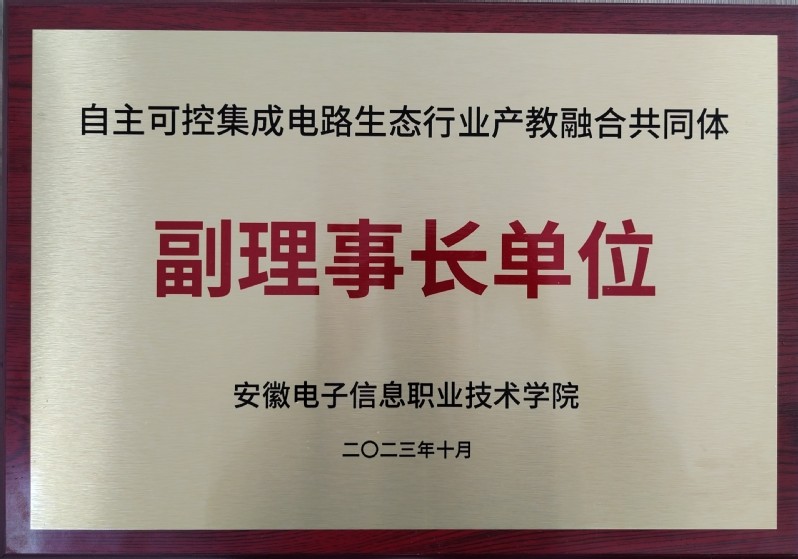 自主可控集成电路生态行业产教融合共同体
副理事长单位
安徽电子信息职业技术学院
二〇二三年十月